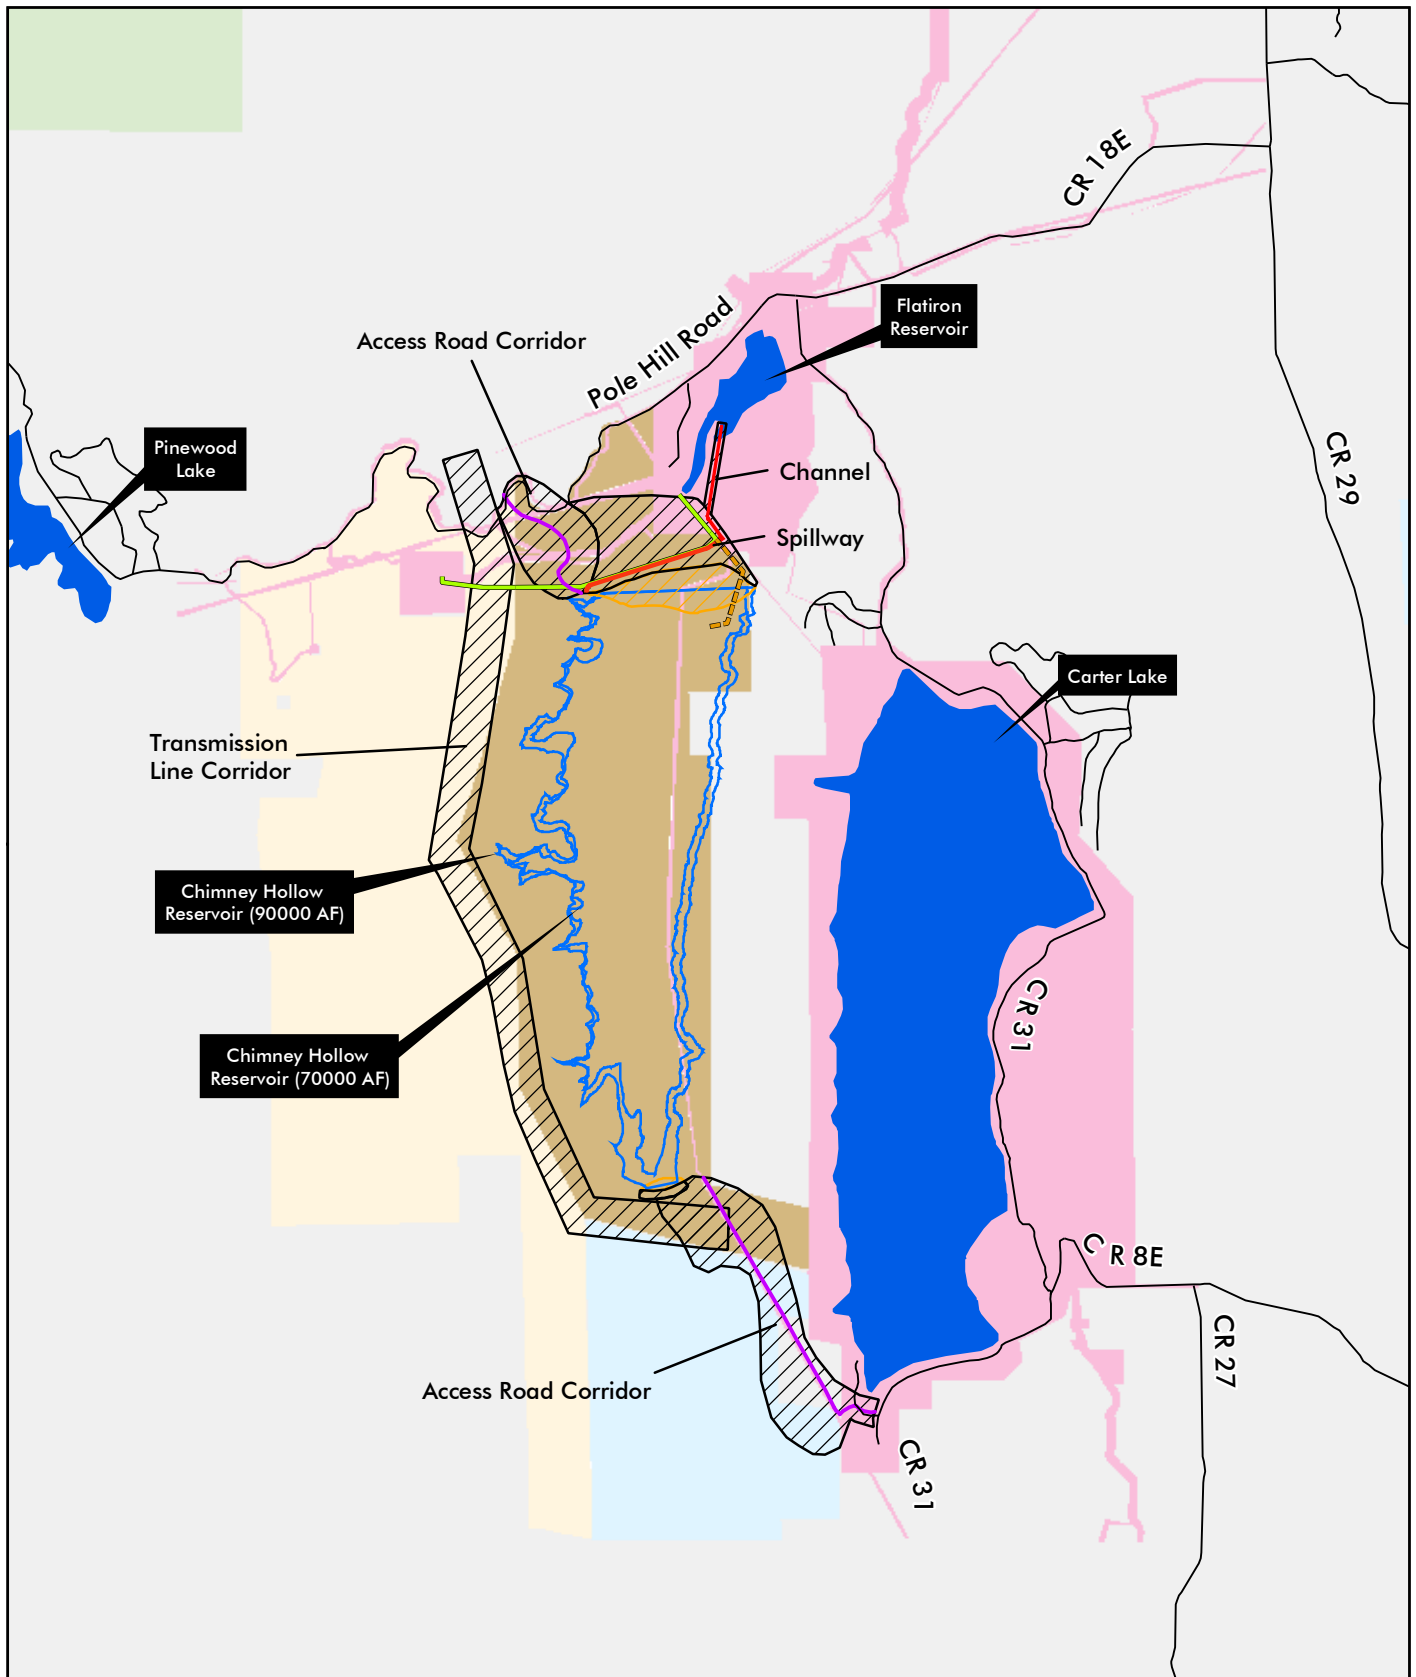 CR 18E
Flatiron
Reservoir
Access Road Corridor
Pole Hill Road
Pinewood
Lake
CR 29
Channel
Spillway
Carter Lake
Transmission
Line Corridor
Chimney Hollow
Reservoir (90000 AF)
CR 31
Chimney Hollow
Reservoir (70000 AF)
CR 8E
CR 27
Access Road Corridor
CR 31